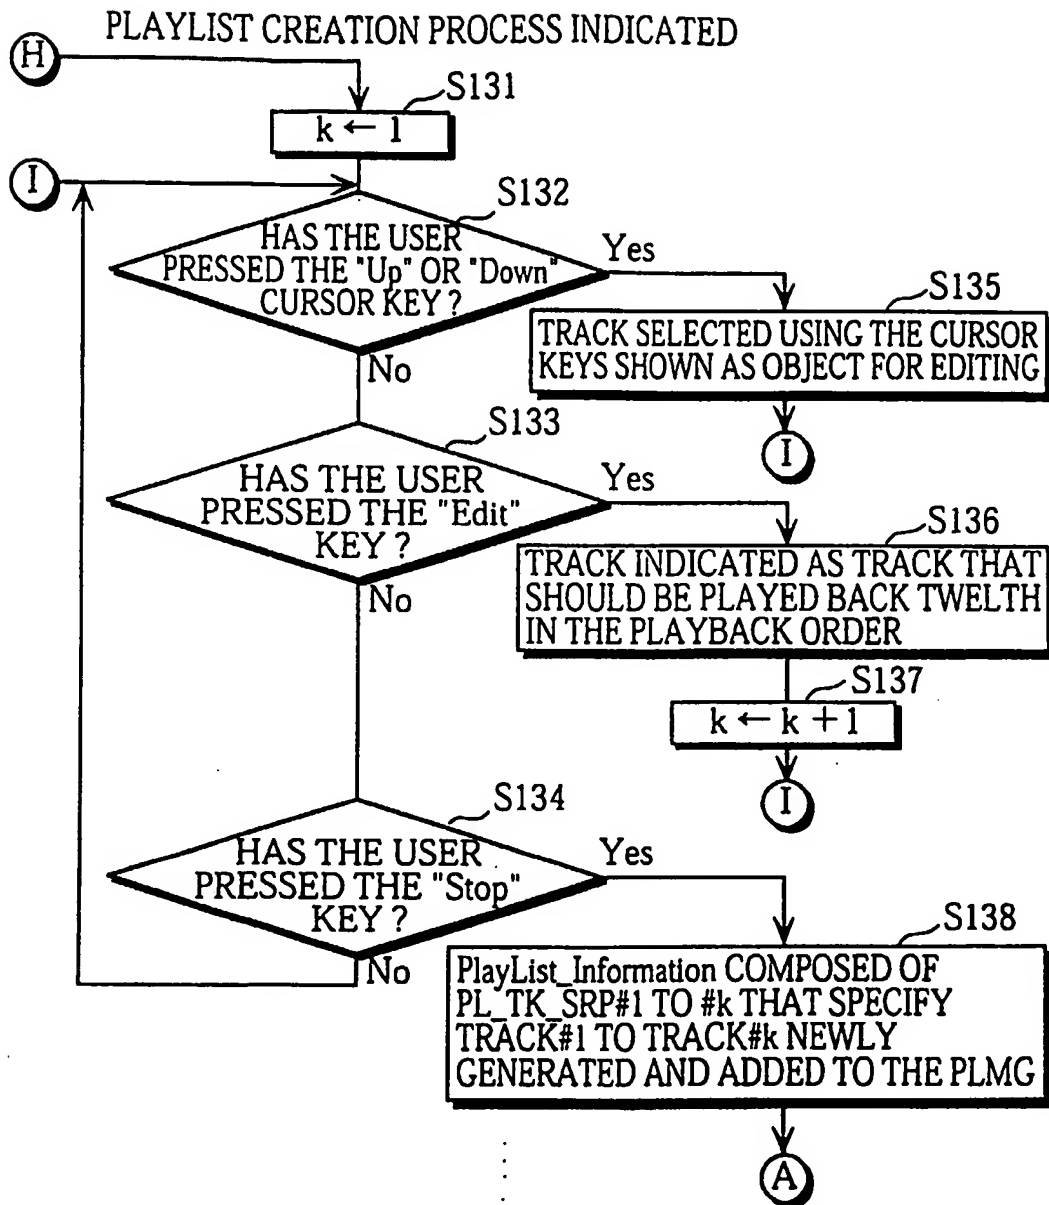 PLAYLIST CREATION PROCESS INDICATED
H
S131
k ← 1
I
S132
HAS THE USER
PRESSED THE "Up" OR "Down"
CURSOR KEY ?
Yes
No
S135
TRACK SELECTED USING THE CURSOR
KEYS SHOWN AS OBJECT FOR EDITING
I
S133
HAS THE USER
PRESSED THE "Edit"
KEY ?
Yes
No
S136
TRACK INDICATED AS TRACK THAT
SHOULD BE PLAYED BACK TWELTH
IN THE PLAYBACK ORDER
S137
k ← k + 1
I
S134
HAS THE USER
PRESSED THE "Stop"
KEY ?
Yes
No
S138
PlayList_Information COMPOSED OF
PL_TK_SRP#1 TO #k THAT SPECIFY
TRACK#1 TO TRACK#k NEWLY
GENERATED AND ADDED TO THE PLMG
A